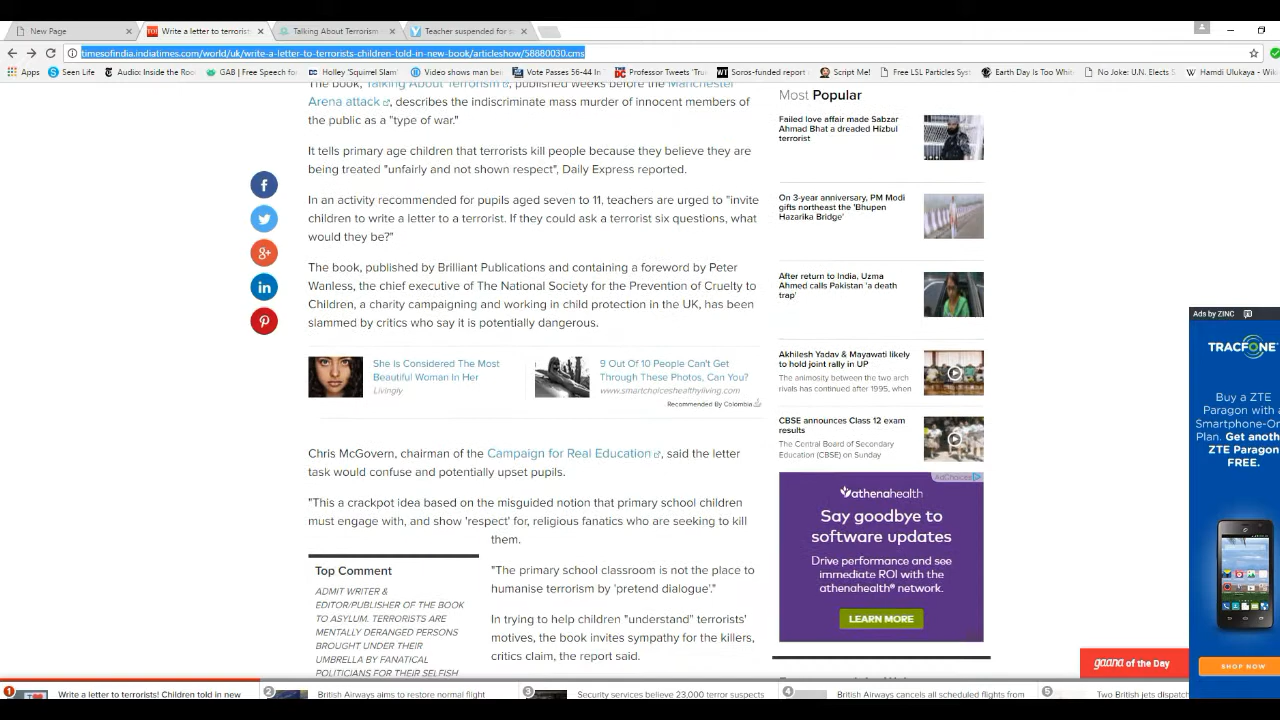 New Page
Write a letter to terrorist
Talking About Terrorism
Teacher suspended for s
timesofindia.indiatimes.com/world/uk/write-a-letter-to-terrorists-children-told-in-new-book/articleshow/58880030.cms
Apps
Seen Life
Audio: Inside the Roo
GAB | Free Speech fo
Holley 'Squirrel Slam'
Video shows man bei
Vote Passes 56-44 In
Professor Tweets 'Tru
Soros-funded report
Script Me!
Free LSL Particles Sys
Earth Day Is Too White
No Joke: U.N. Elects S
Hamdi Ulukaya - Wiki
The book, Talking About Terrorism, published weeks before the Manchester
Arena attack, describes the indiscriminate mass murder of innocent members of
the public as a "type of war."
It tells primary age children that terrorists kill people because they believe they are
being treated "unfairly and not shown respect", Daily Express reported.
In an activity recommended for pupils aged seven to 11, teachers are urged to "invite
children to write a letter to a terrorist. If they could ask a terrorist six questions, what
would they be?"
The book, published by Brilliant Publications and containing a foreword by Peter
Wanless, the chief executive of The National Society for the Prevention of Cruelty to
Children, a charity campaigning and working in child protection in the UK, has been
slammed by critics who say it is potentially dangerous.
She Is Considered The Most
Beautiful Woman In Her
Livingly
9 Out Of 10 People Can't Get
Through These Photos, Can You?
www.smartchoiceshealthyliving.com
Recommended By Colombia
Chris McGovern, chairman of the Campaign for Real Education, said the letter
task would confuse and potentially upset pupils.
"This a crackpot idea based on the misguided notion that primary school children
must engage with, and show 'respect' for, religious fanatics who are seeking to kill
them.
Top Comment
ADMIT WRITER &
EDITOR/PUBLISHER OF THE BOOK
TO ASYLUM. TERRORISTS ARE
MENTALLY DERANGED PERSONS
BROUGHT UNDER THEIR
UMBRELLA BY FANATICAL
POLITICIANS FOR THEIR SELFISH
"The primary school classroom is not the place to
humanise terrorism by 'pretend dialogue'."
In trying to help children "understand" terrorists'
motives, the book invites sympathy for the killers,
critics claim, the report said.
Most Popular
Failed love affair made Sabzar
Ahmad Bhat a dreaded Hizbul
terrorist
On 3-year anniversary, PM Modi
gifts northeast the 'Bhupen
Hazarika Bridge'
After return to India, Uzma
Ahmed calls Pakistan 'a death
trap'
Akhilesh Yadav & Mayawati likely
to hold joint rally in UP
The animosity between the two arch
rivals has continued after 1995, when
CBSE announces Class 12 exam
results
The Central Board of Secondary
Education (CBSE) on Sunday
AdChoices
athenahealth
Say goodbye to
software updates
Drive performance and see
immediate ROI with the
athenahealth® network.
LEARN MORE
Ads by ZINC
TRACFONE
Buy a ZTE
Paragon with a
Smartphone-On
Plan. Get anoth
ZTE Paragon
FREE.
SHOP NOW
gaana of the Day
1 Write a letter to terrorists! Children told in new
2 British Airways aims to restore normal flight
3 Security services believe 23,000 terror suspects
4 British Airways cancels all scheduled flights from
5 Two British jets dispatch